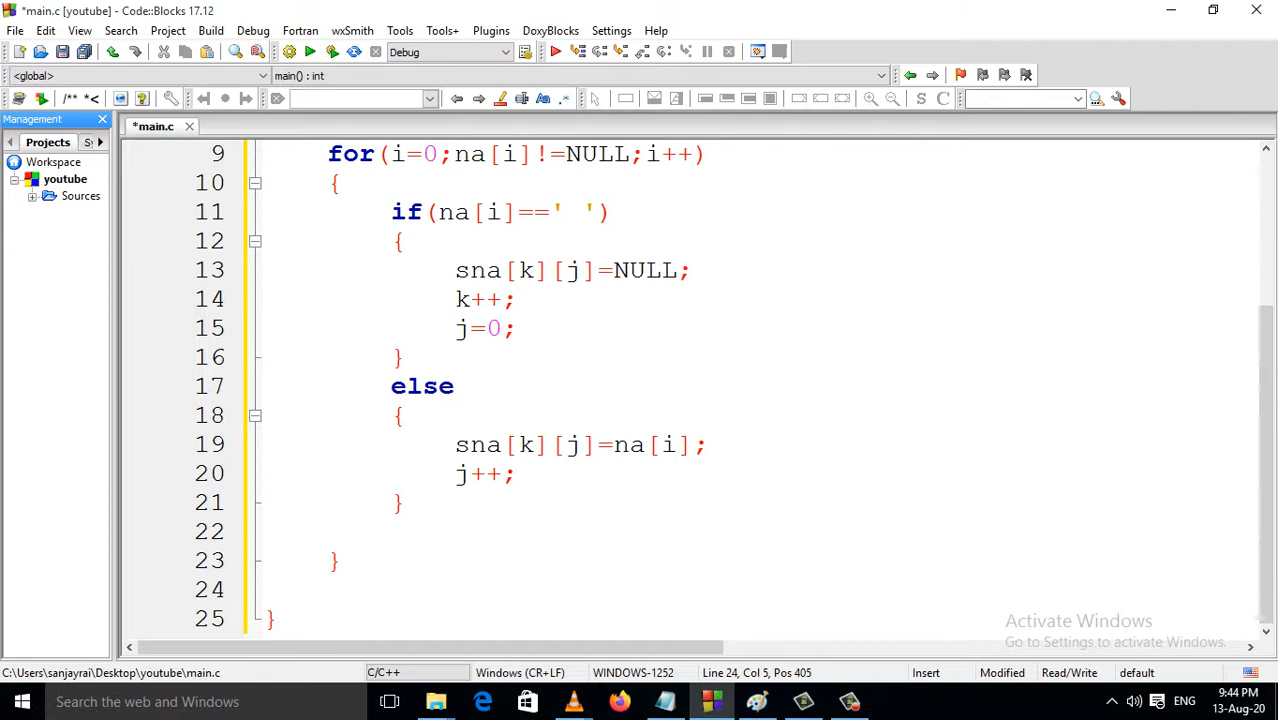 *main.c [youtube] - Code::Blocks 17.12
File Edit View Search Project Build Debug Fortran wxSmith Tools Tools+ Plugins DoxyBlocks Settings Help
Debug
<global> main() : int
/** *<
S C
Management
Projects Sy
*main.c
Workspace
youtube
Sources
9 for(i=0;na[i]!=NULL;i++)
10 {
11 if(na[i]==' ')
12 {
13 sna[k][j]=NULL;
14 k++;
15 j=0;
16 }
17 else
18 {
19 sna[k][j]=na[i];
20 j++;
21 }
22
23 }
24
25 }
Activate Windows
Go to Settings to activate Windows.
C:\Users\sanjayrai\Desktop\youtube\main.c C/C++ Windows (CR+LF) WINDOWS-1252 Line 24, Col 5, Pos 405 Insert Modified Read/Write default
Search the web and Windows
ENG
9:44 PM
13-Aug-20